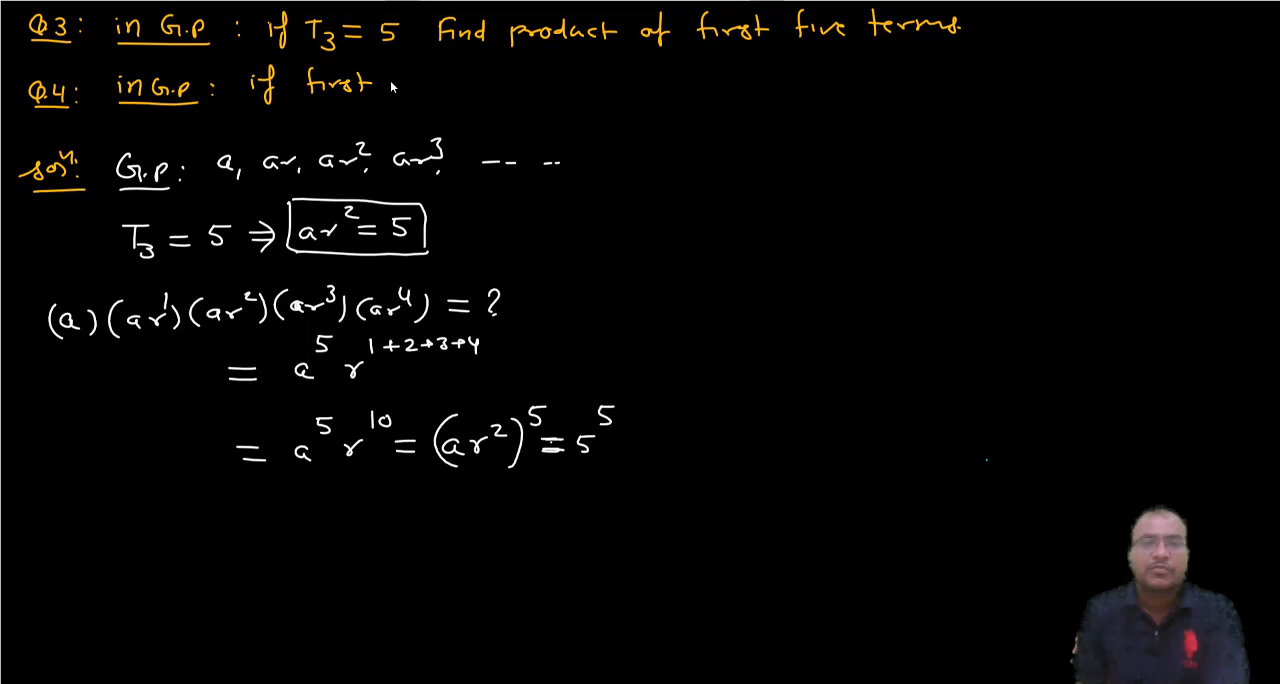 Q3: in G.P: if T₃ = 5 Find product of first five terms.
Q.4: in G.P: if first
solⁿ: G.P: a, ar, ar², ar³, -- --
T₃ = 5 ⇒ ar² = 5
(a)(ar¹)(ar²)(ar³)(ar⁴) = ?
= a⁵ r¹⁺²⁺³⁺⁴
= a⁵ r¹⁰ = (ar²)⁵ = 5⁵